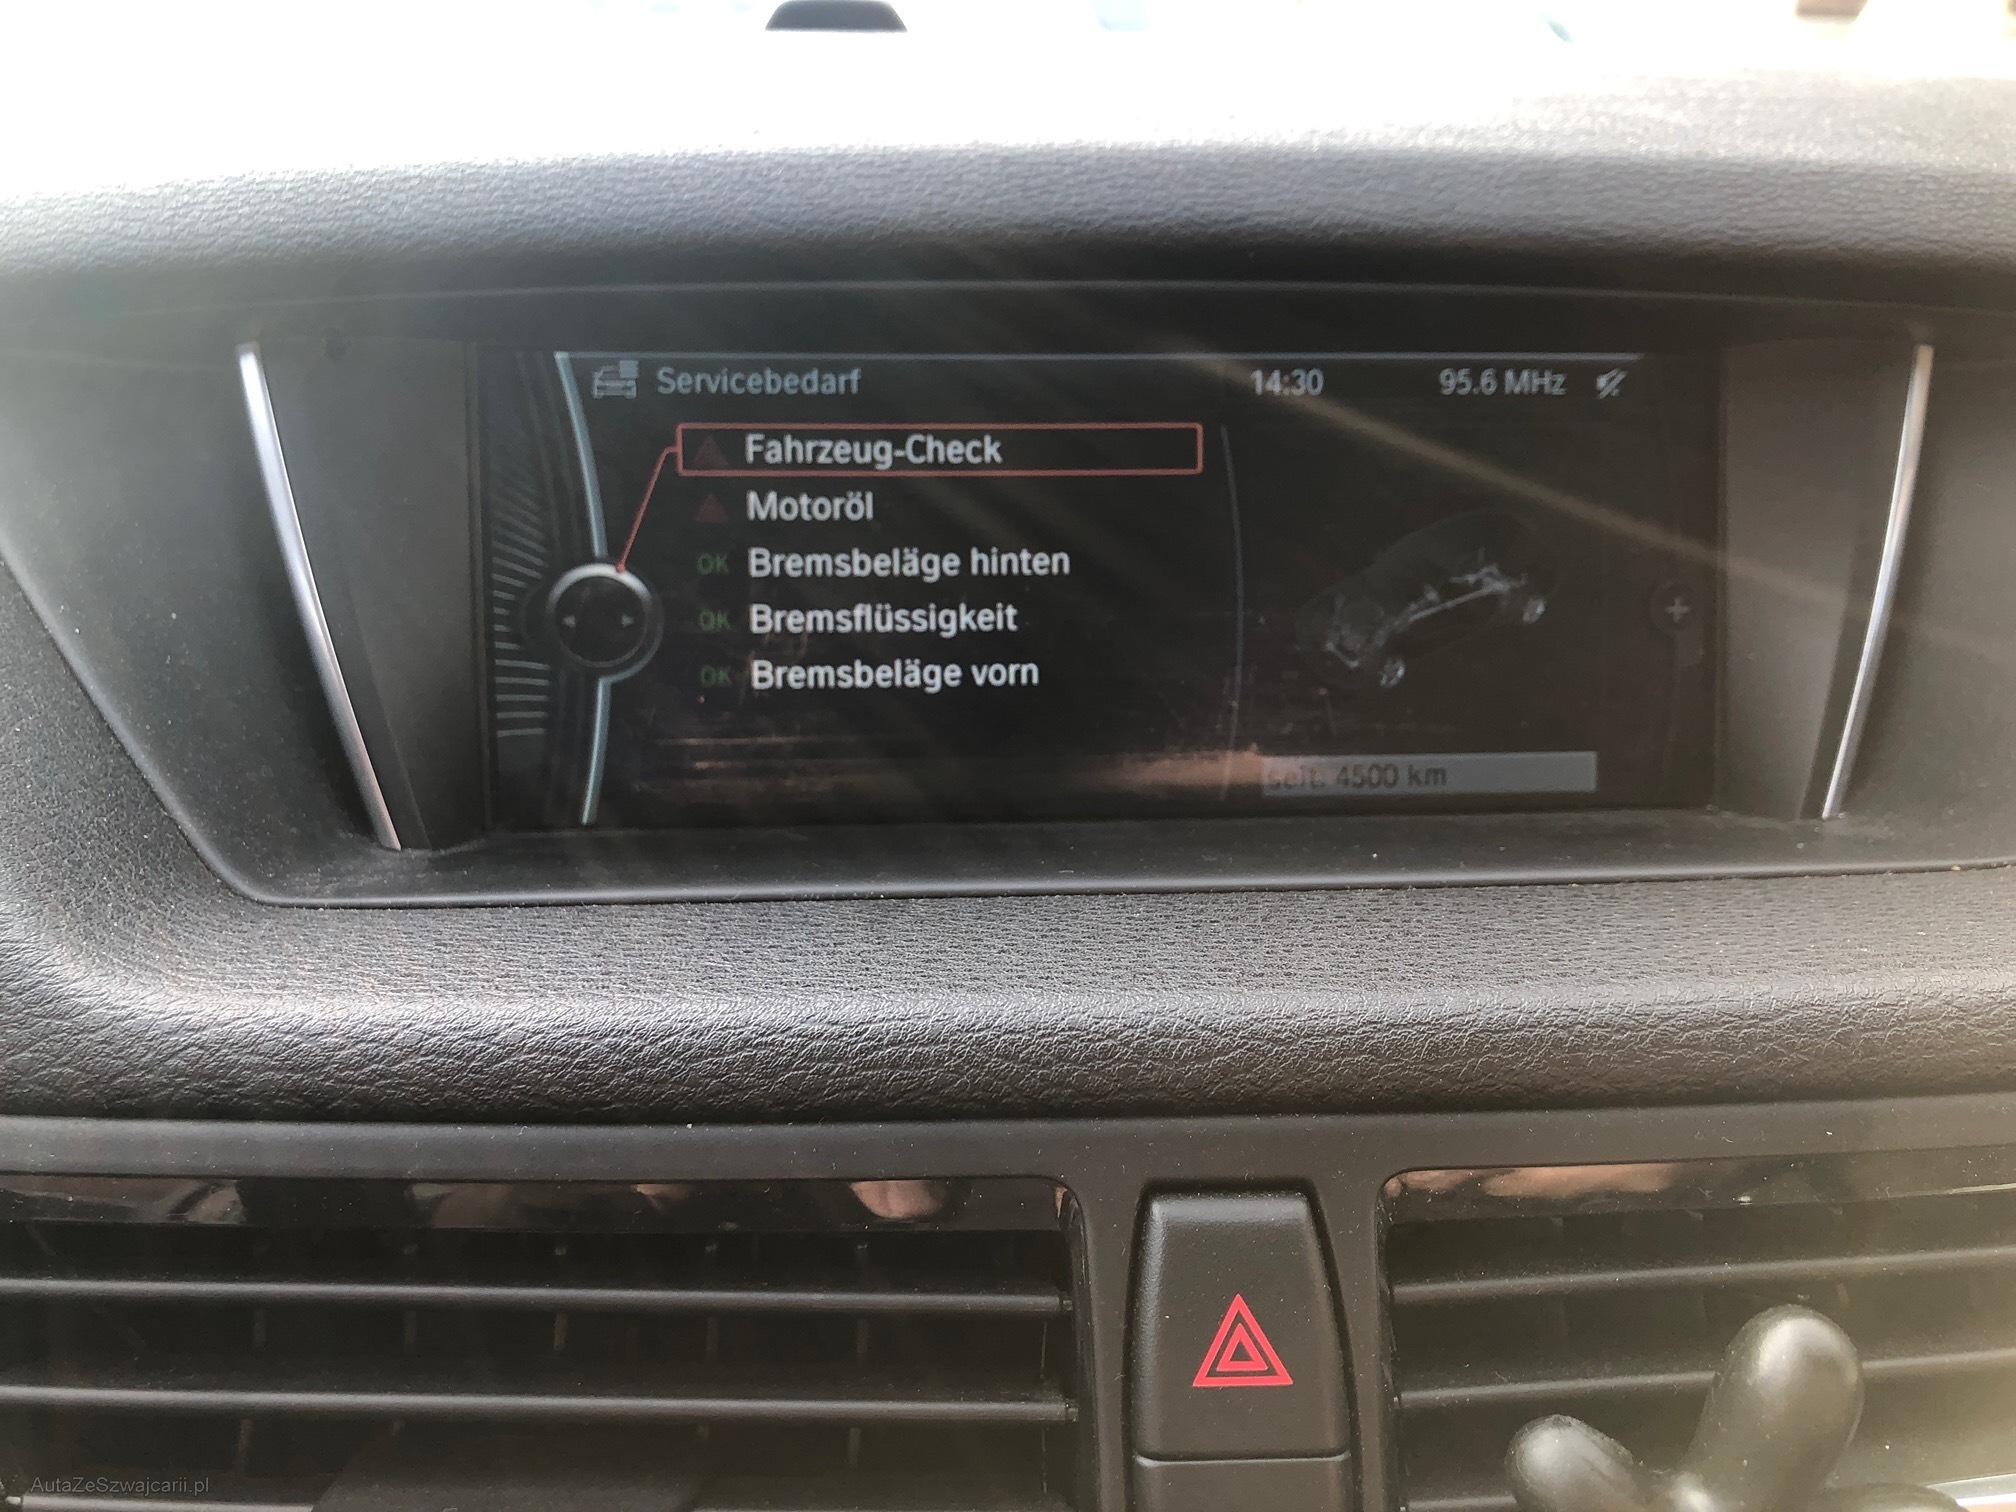 Servicebedarf 14:30 95.6 MHz
Fahrzeug-Check
Motoröl
OK Bremsbeläge hinten
OK Bremsflüssigkeit
OK Bremsbeläge vorn
seit: 4500 km
AutaZeSzwajcarii.pl